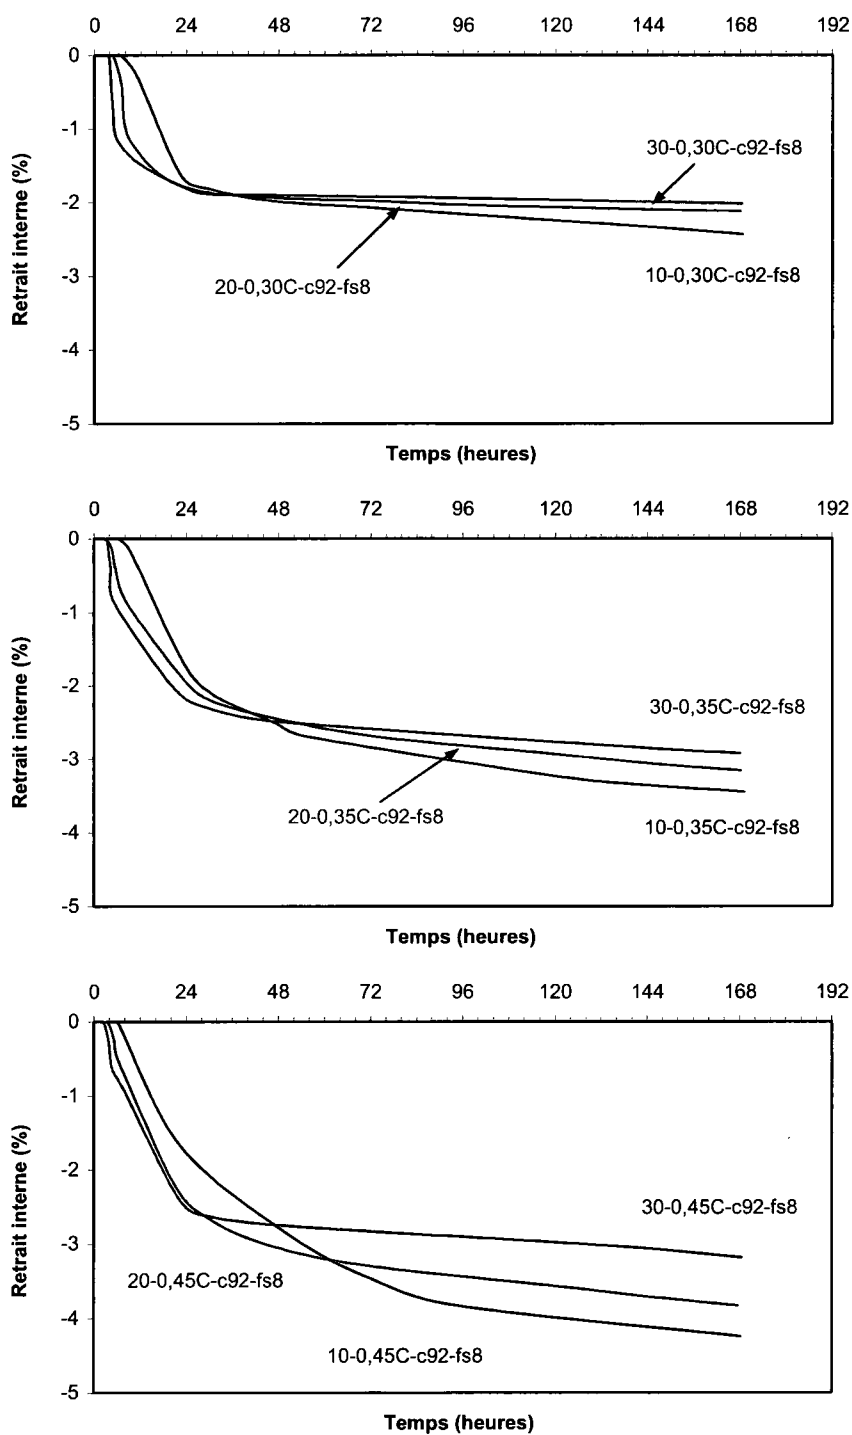 0 24 48 72 96 120 144 168 192
0
-1
-2
-3
-4
-5
Retrait interne (%)
30-0,30C-c92-fs8
20-0,30C-c92-fs8
10-0,30C-c92-fs8
Temps (heures)
0 24 48 72 96 120 144 168 192
0
-1
-2
-3
-4
-5
Retrait interne (%)
30-0,35C-c92-fs8
20-0,35C-c92-fs8
10-0,35C-c92-fs8
Temps (heures)
0 24 48 72 96 120 144 168 192
0
-1
-2
-3
-4
-5
Retrait interne (%)
30-0,45C-c92-fs8
20-0,45C-c92-fs8
10-0,45C-c92-fs8
Temps (heures)